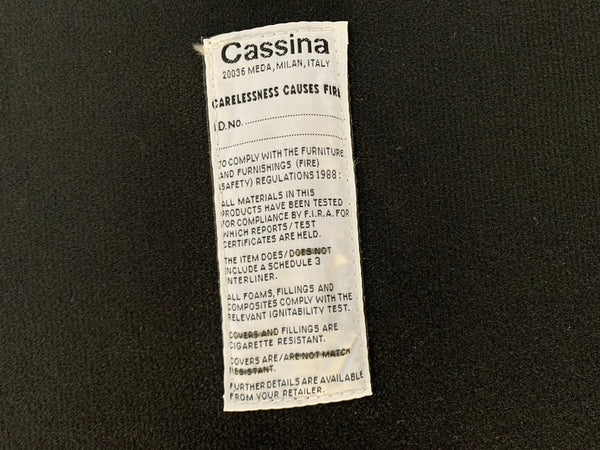 Cassina
20036 MEDA, MILAN, ITALY
CARELESSNESS CAUSES FIRE
I.D.No.
TO COMPLY WITH THE FURNITURE
AND FURNISHINGS (FIRE)
(SAFETY) REGULATIONS 1988:
ALL MATERIALS IN THIS
PRODUCTS HAVE BEEN TESTED
FOR COMPLIANCE BY F.I.R.A. FOR
WHICH REPORTS/TEST
CERTIFICATES ARE HELD.
THE ITEM DOES/DOES NOT
INCLUDE A SCHEDULE 3
INTERLINER.
ALL FOAMS, FILLINGS AND
COMPOSITES COMPLY WITH THE
RELEVANT IGNITABILITY TEST.
COVERS AND FILLINGS ARE
CIGARETTE RESISTANT.
COVERS ARE/ARE NOT MATCH
RESISTANT.
FURTHER DETAILS ARE AVAILABLE
FROM YOUR RETAILER.